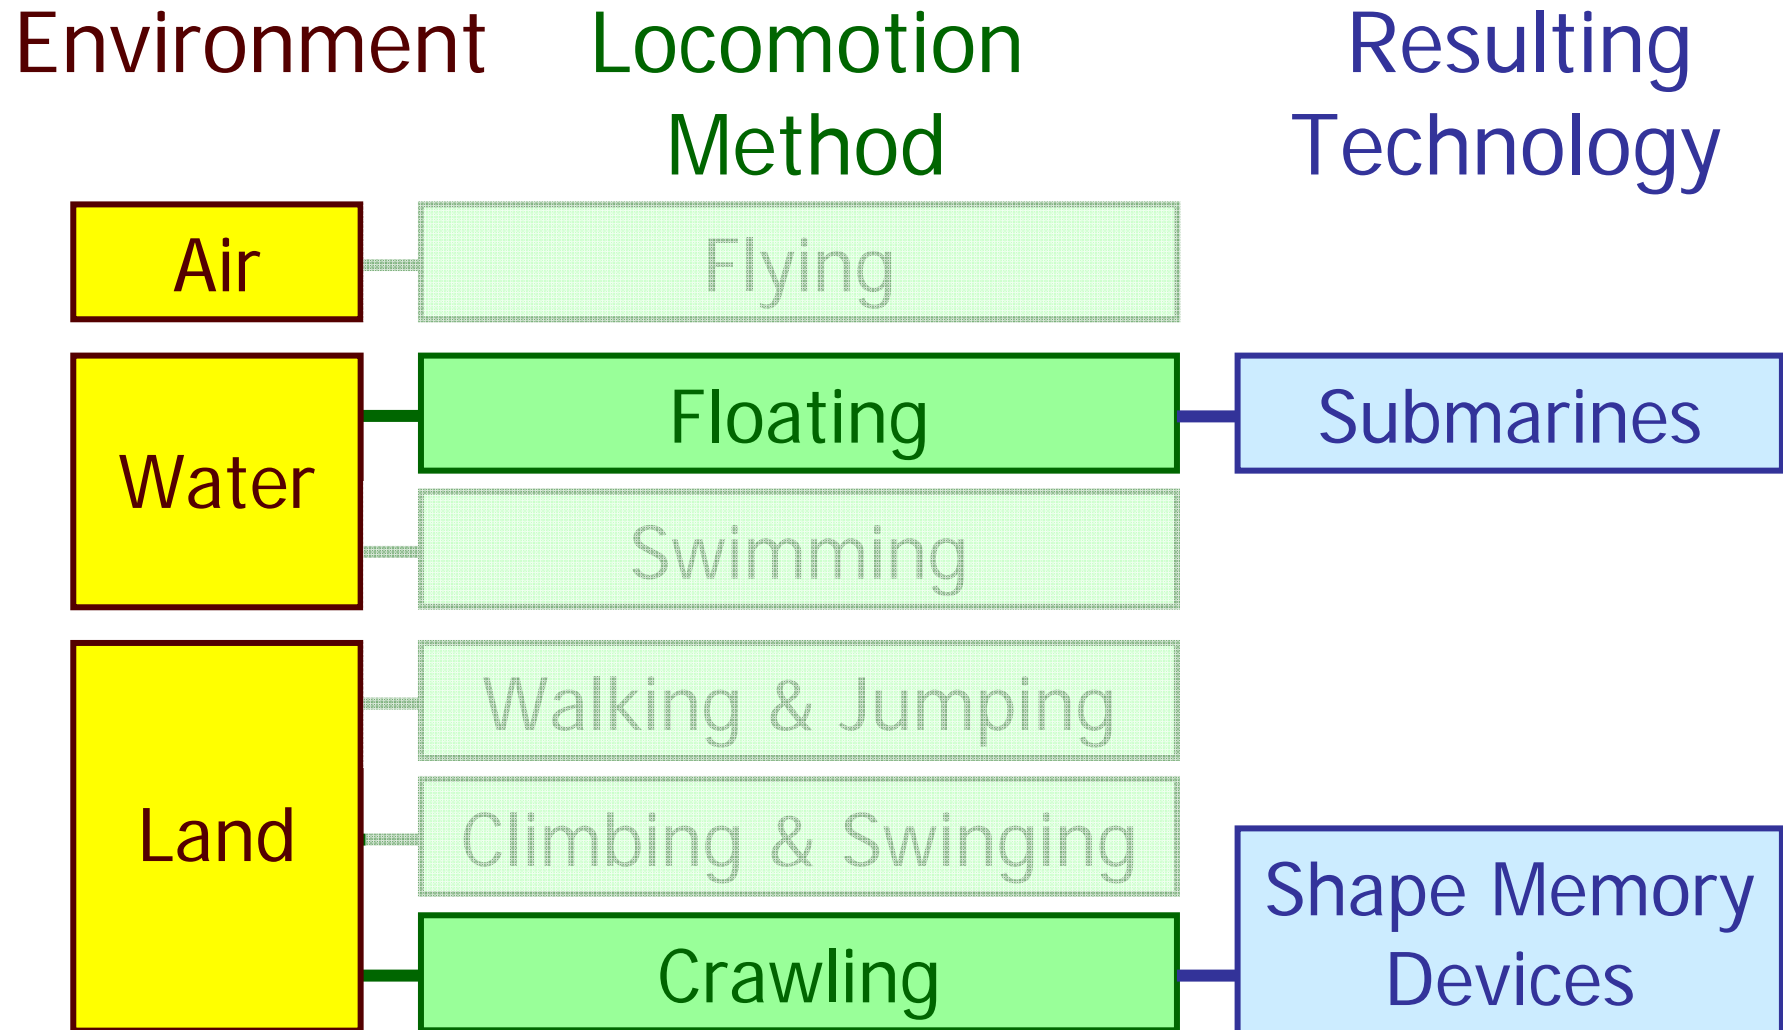 Environment
Locomotion
Method
Resulting
Technology
Air
Flying
Water
Floating
Submarines
Swimming
Land
Walking & Jumping
Climbing & Swinging
Crawling
Shape Memory
Devices